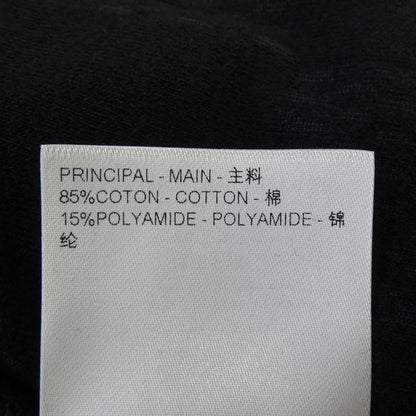 PRINCIPAL - MAIN - 主料
85%COTON - COTTON - 棉
15%POLYAMIDE - POLYAMIDE - 锦
纶